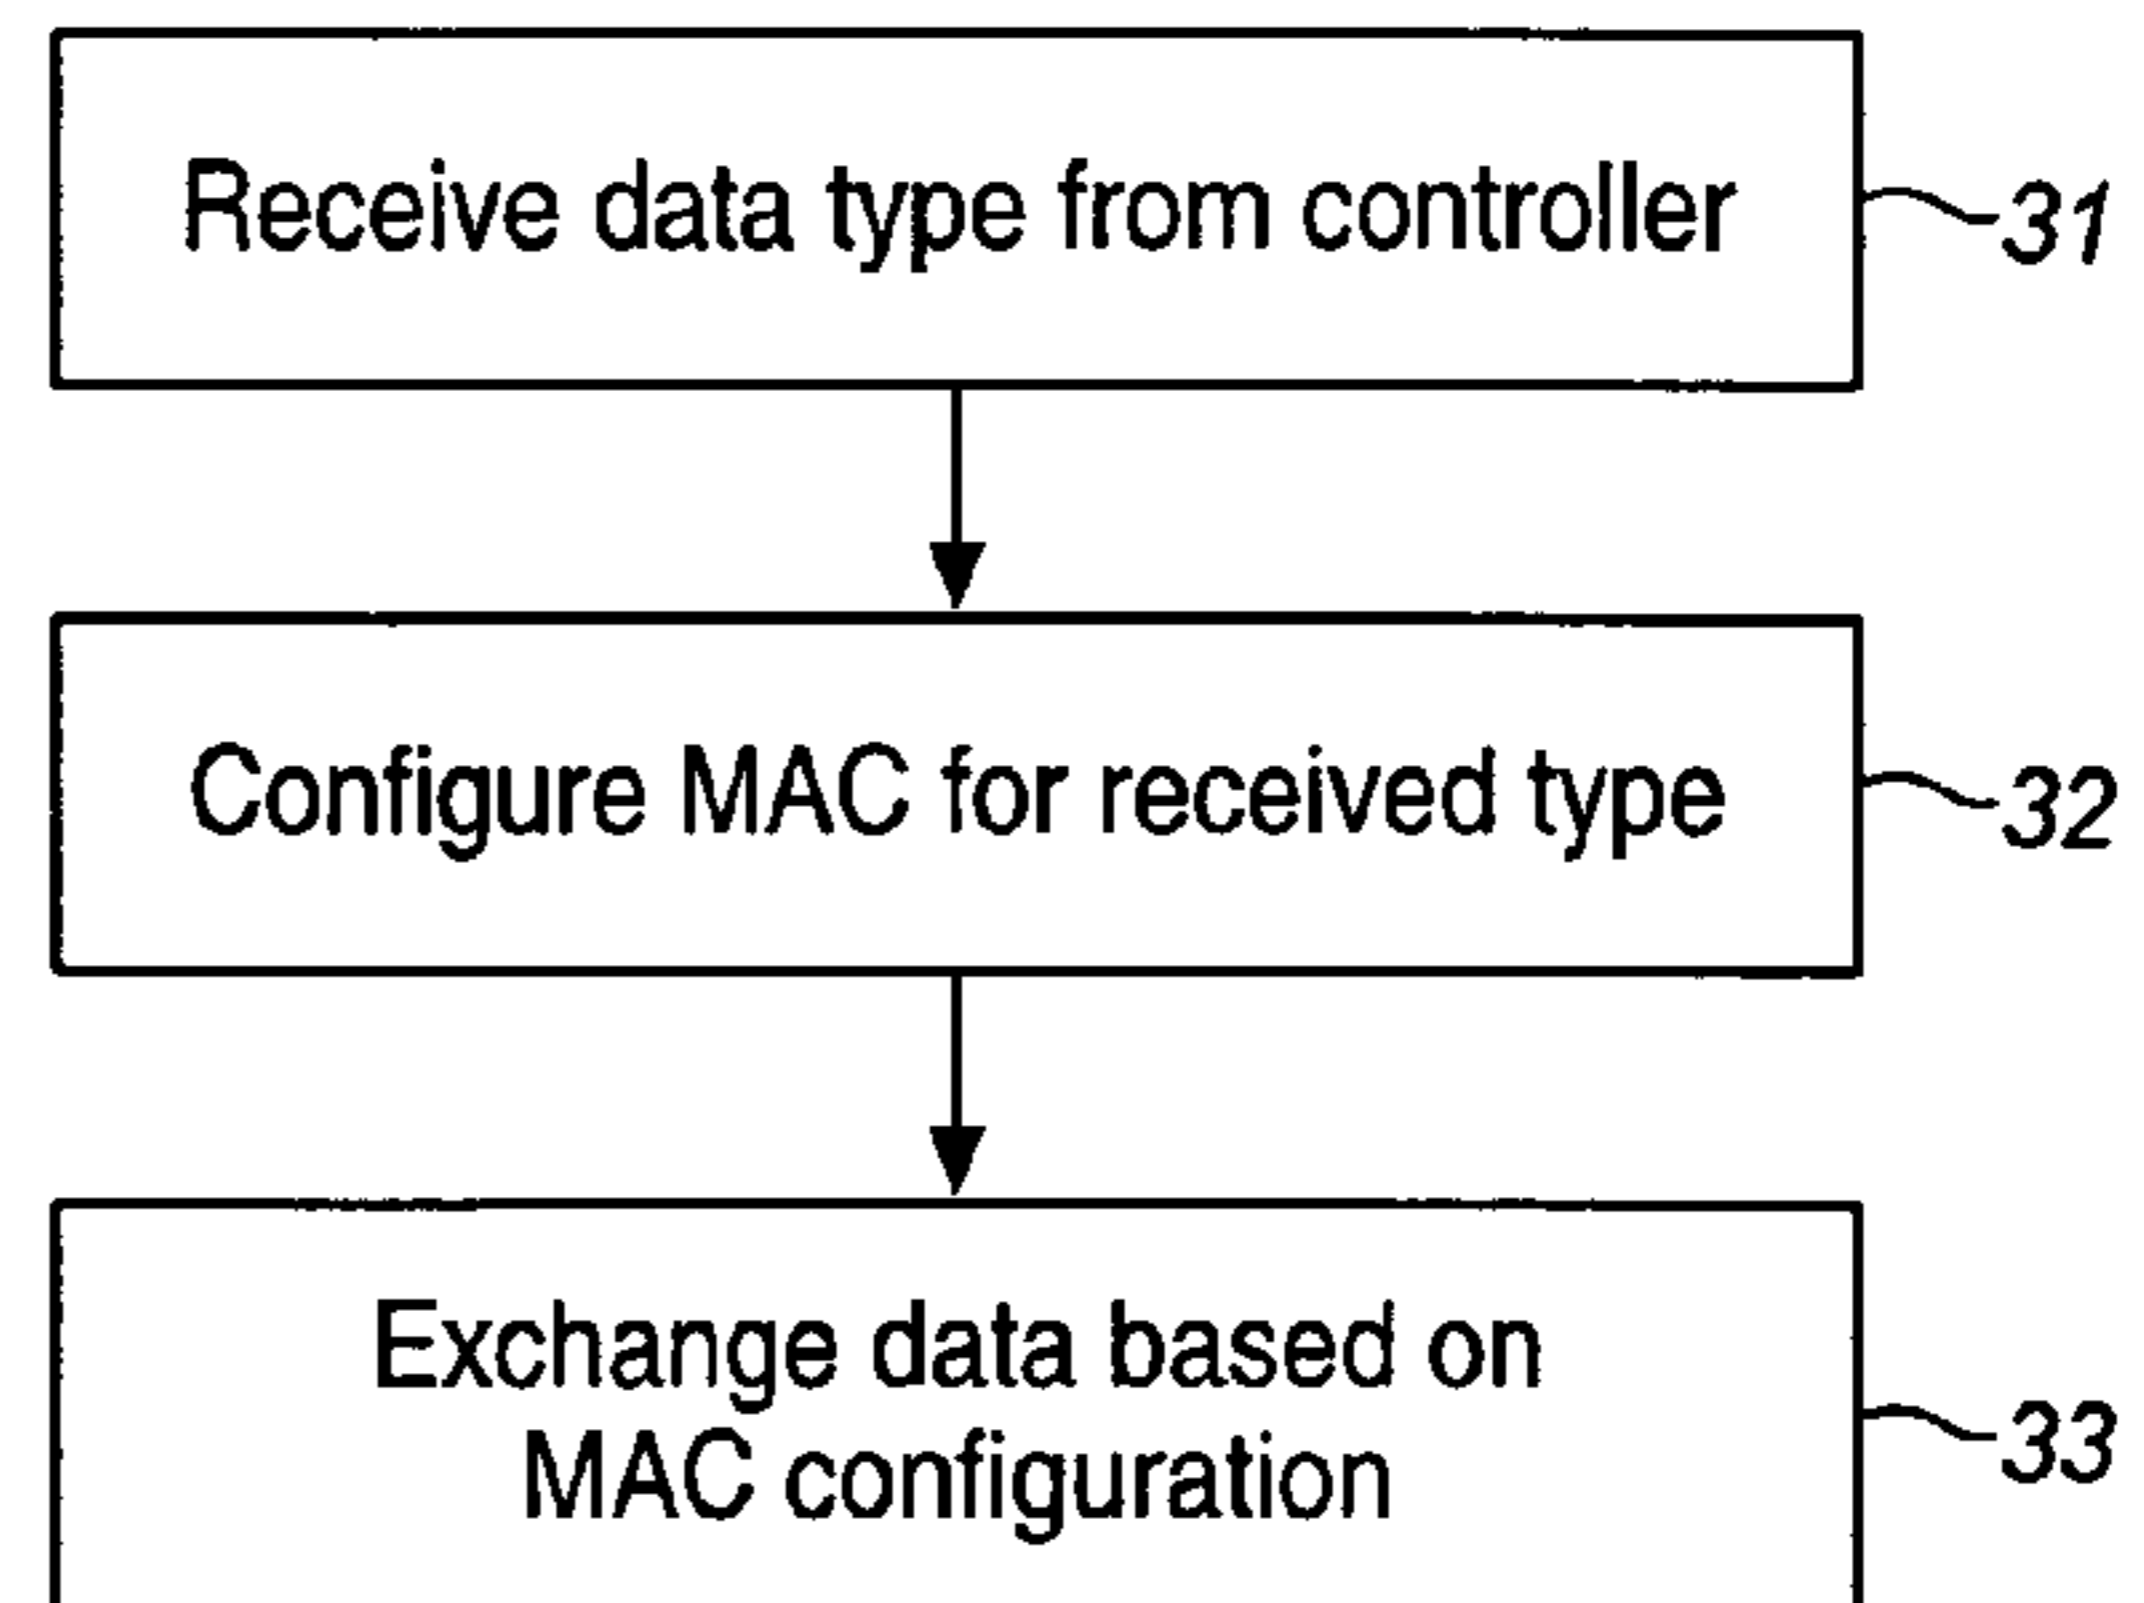 Receive data type from controller
31
Configure MAC for received type
32
Exchange data based on
MAC configuration
33